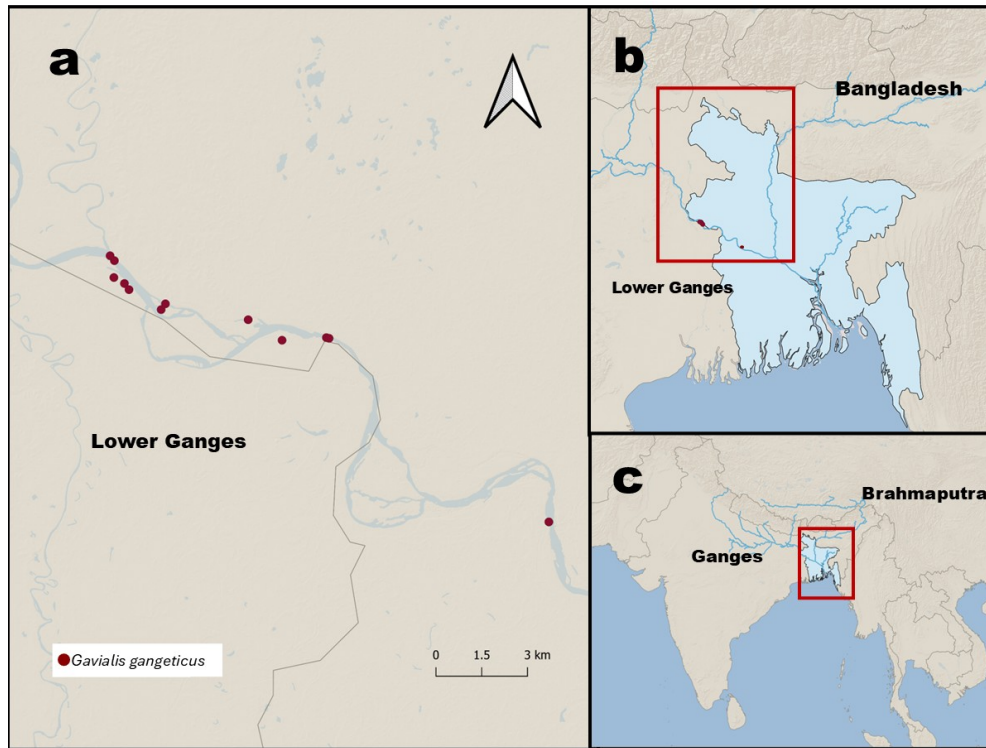 a
Lower Ganges
Gavialis gangeticus
0 1.5 3 km
b
Bangladesh
Lower Ganges
c
Brahmaputra
Ganges